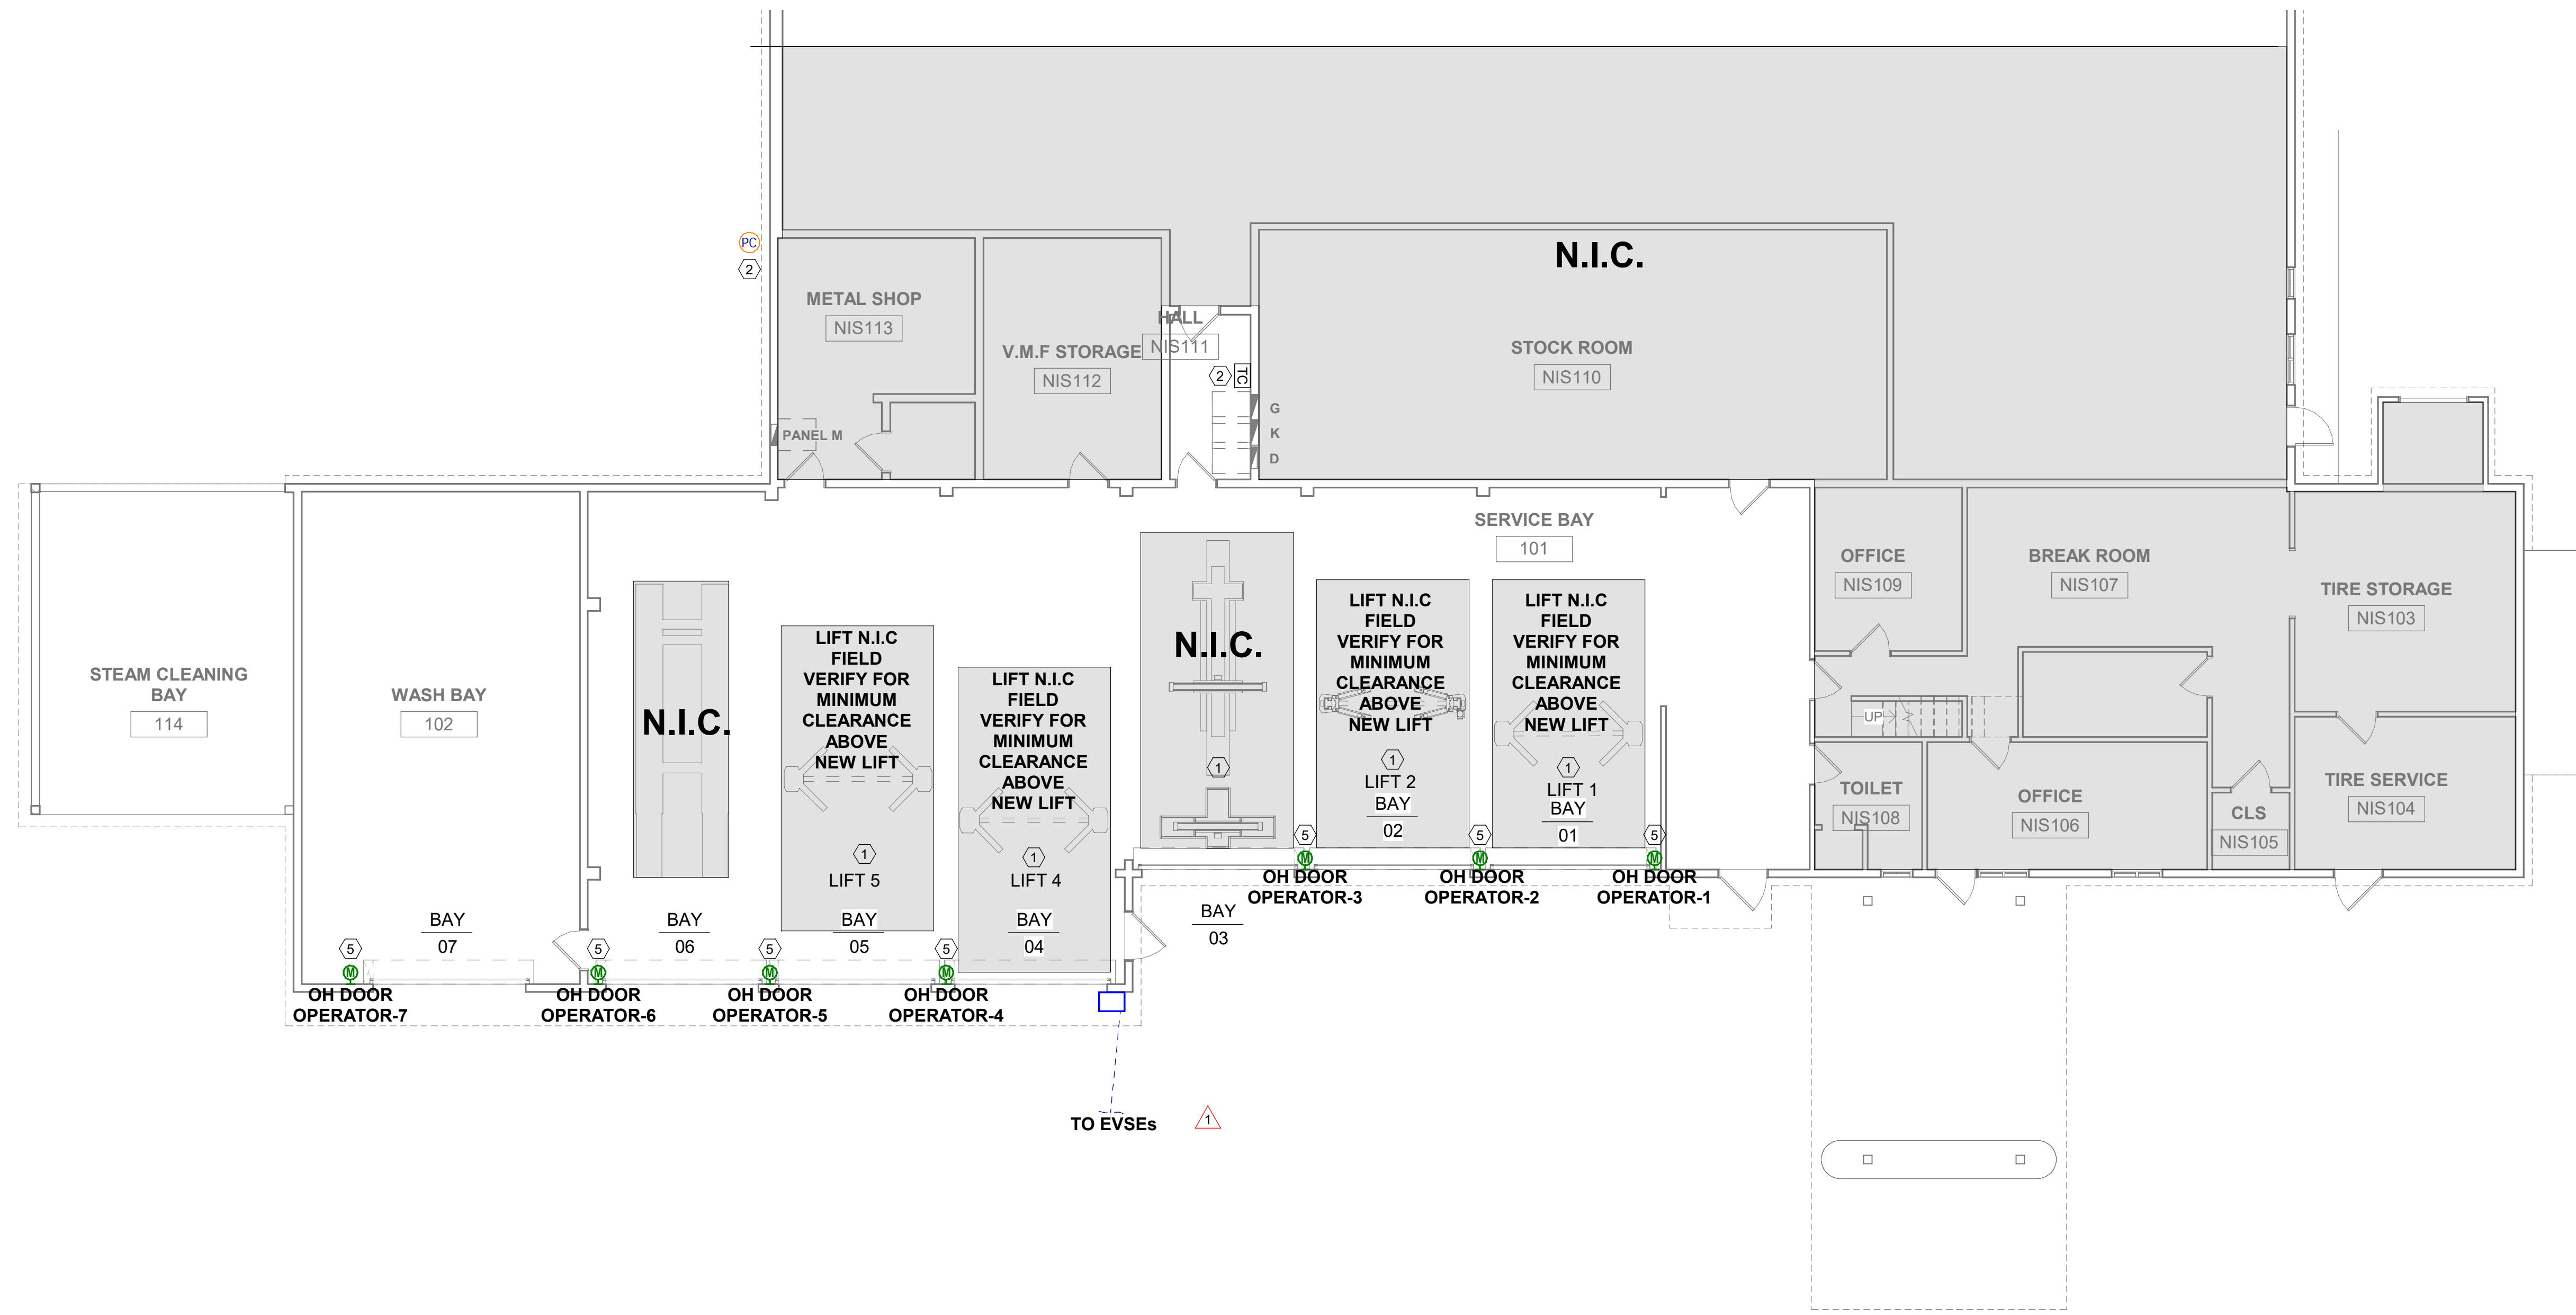 N.I.C.
PC
2
METAL SHOP
NIS113
HALL
NIS111
V.M.F STORAGE
NIS112
STOCK ROOM
NIS110
2
TC
G
K
D
PANEL M
SERVICE BAY
101
OFFICE
NIS109
BREAK ROOM
NIS107
TIRE STORAGE
NIS103
STEAM CLEANING
BAY
114
WASH BAY
102
N.I.C.
LIFT N.I.C
FIELD
VERIFY FOR
MINIMUM
CLEARANCE
ABOVE
NEW LIFT
1
LIFT 5
LIFT N.I.C
FIELD
VERIFY FOR
MINIMUM
CLEARANCE
ABOVE
NEW LIFT
1
LIFT 4
N.I.C.
1
LIFT N.I.C
FIELD
VERIFY FOR
MINIMUM
CLEARANCE
ABOVE
NEW LIFT
1
LIFT 2
BAY
02
LIFT N.I.C
FIELD
VERIFY FOR
MINIMUM
CLEARANCE
ABOVE
NEW LIFT
1
LIFT 1
BAY
01
UP
TOILET
NIS108
OFFICE
NIS106
CLS
NIS105
TIRE SERVICE
NIS104
5
M
OH DOOR
OPERATOR-3
5
M
OH DOOR
OPERATOR-2
5
M
OH DOOR
OPERATOR-1
BAY
07
BAY
06
BAY
05
BAY
04
BAY
03
5
M
OH DOOR
OPERATOR-7
5
M
OH DOOR
OPERATOR-6
5
M
OH DOOR
OPERATOR-5
5
M
OH DOOR
OPERATOR-4
TO EVSEs
1